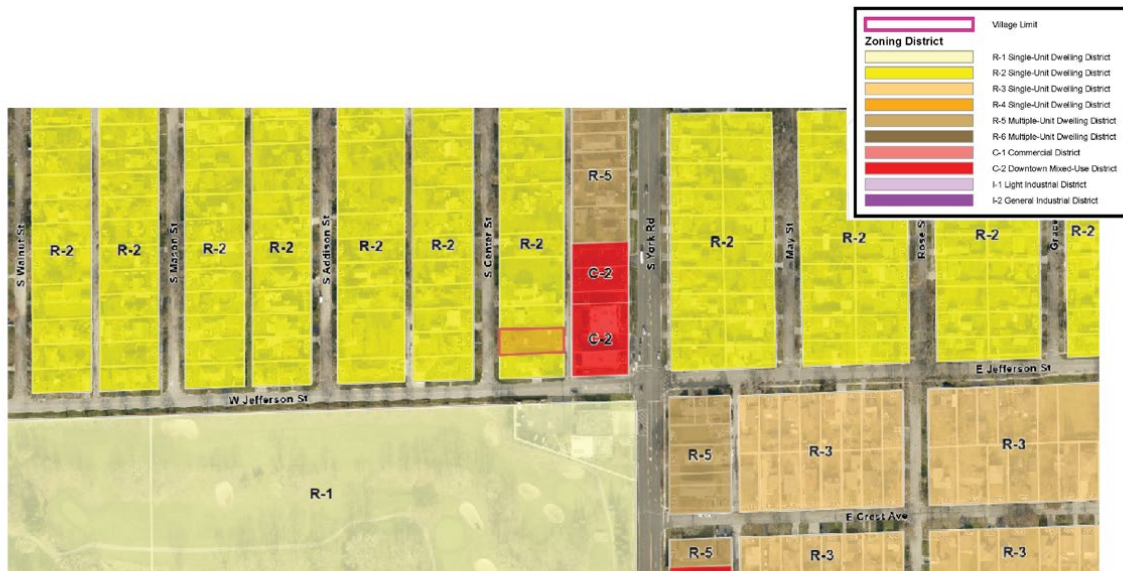 Village Limit
Zoning District
R-1 Single-Unit Dwelling District
R-2 Single-Unit Dwelling District
R-3 Single-Unit Dwelling District
R-4 Single-Unit Dwelling District
R-5 Multiple-Unit Dwelling District
R-6 Multiple-Unit Dwelling District
C-1 Commercial District
C-2 Downtown Mixed-Use District
I-1 Light Industrial District
I-2 General Industrial District
R-5
S Walnut St
R-2
S Mason St
R-2
R-2
S Addison St
R-2
R-2
S Center St
R-2
C-2
S York Rd
R-2
May St
R-2
Rose St
R-2
Grace
R-2
C-2
E Jefferson St
W Jefferson St
R-1
R-5
R-3
R-3
E Crest Ave
R-5
R-3
R-3